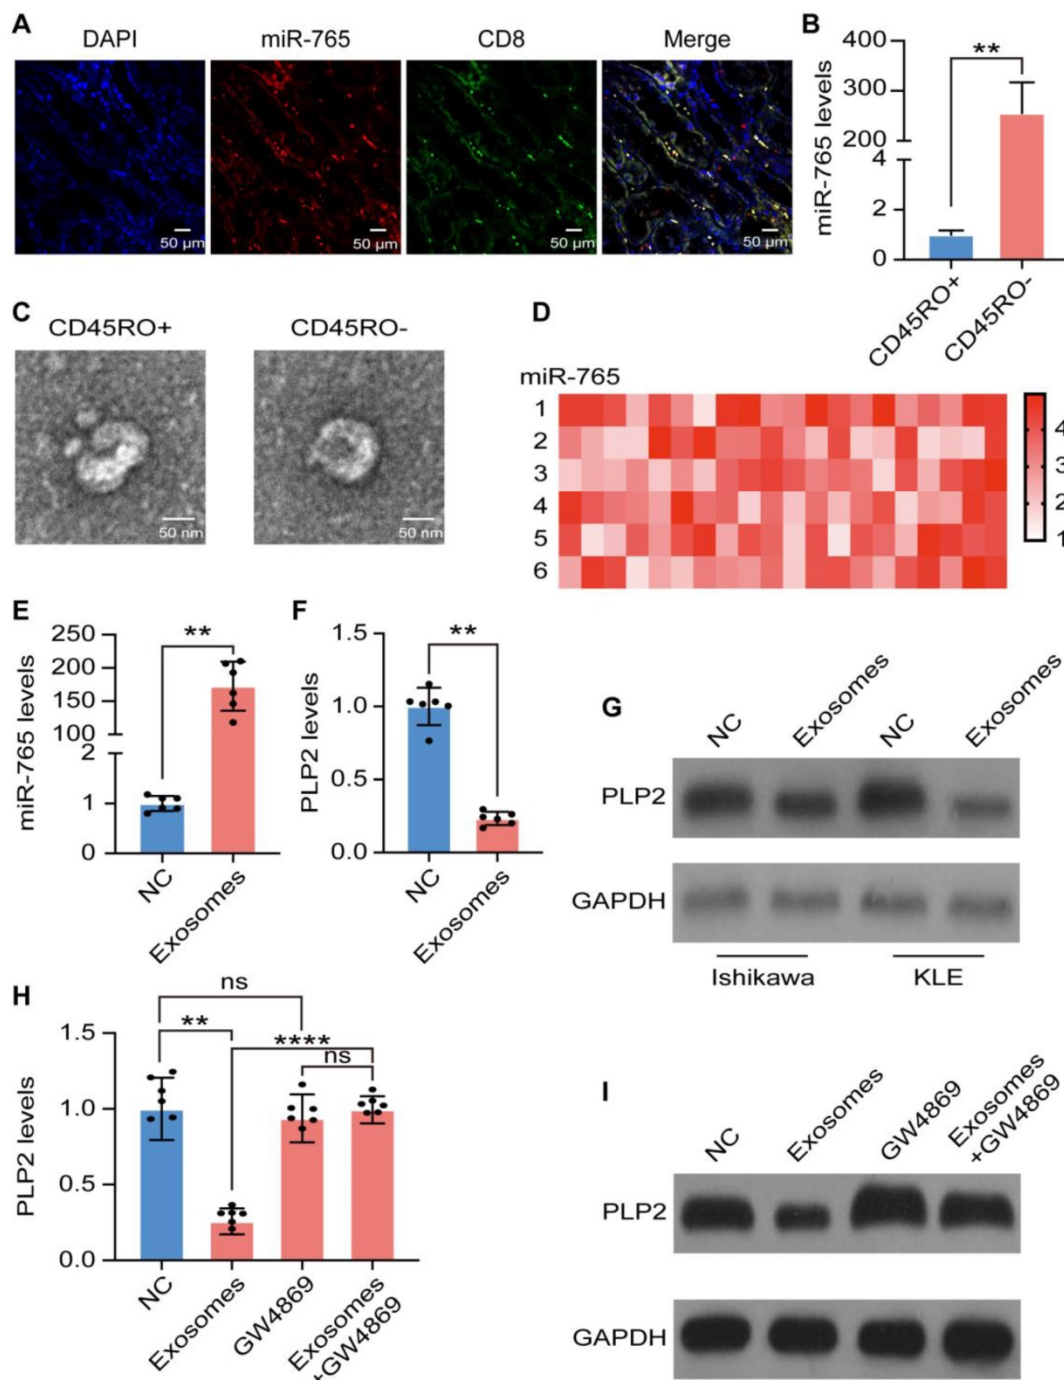 A
DAPI
miR-765
CD8
Merge
50 μm
50 μm
50 μm
50 μm
B
miR-765 levels
400
300
200
4
2
0
**
CD45RO+
CD45RO-
C
CD45RO+
CD45RO-
50 nm
50 nm
D
miR-765
1
2
3
4
5
6
4
3
2
1
E
miR-765 levels
250
200
150
100
2
1
0
**
NC
Exosomes
F
PLP2 levels
1.5
1.0
0.5
0.0
**
NC
Exosomes
G
NC
Exosomes
NC
Exosomes
PLP2
GAPDH
Ishikawa
KLE
H
PLP2 levels
1.5
1.0
0.5
0.0
ns
**
****
ns
NC
Exosomes
GW4869
Exosomes
+GW4869
I
NC
Exosomes
GW4869
Exosomes
+GW4869
PLP2
GAPDH